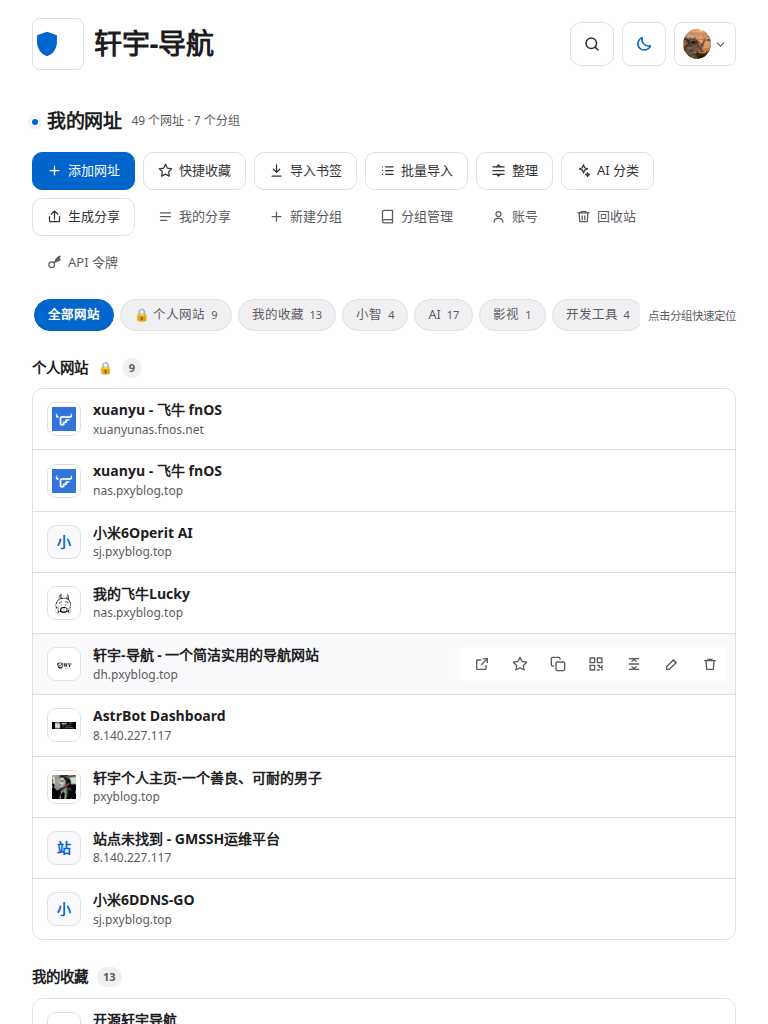 轩宇-导航
我的网址 49 个网址 · 7 个分组
添加网址 快捷收藏 导入书签 批量导入 整理 AI 分类
生成分享 我的分享 新建分组 分组管理 账号 回收站
API 令牌
全部网站 🔒 个人网站 9 我的收藏 13 小智 4 AI 17 影视 1 开发工具 4 点击分组快速定位
个人网站 🔒 9
xuanyu - 飞牛 fnOS
xuanyunas.fnos.net
xuanyu - 飞牛 fnOS
nas.pxyblog.top
小 小米6Operit AI
sj.pxyblog.top
我的飞牛Lucky
nas.pxyblog.top
轩宇-导航 - 一个简洁实用的导航网站
dh.pxyblog.top
AstrBot Dashboard
8.140.227.117
轩宇个人主页-一个善良、可耐的男子
pxyblog.top
站 站点未找到 - GMSSH运维平台
8.140.227.117
小 小米6DDNS-GO
sj.pxyblog.top
我的收藏 13
开源轩宇导航